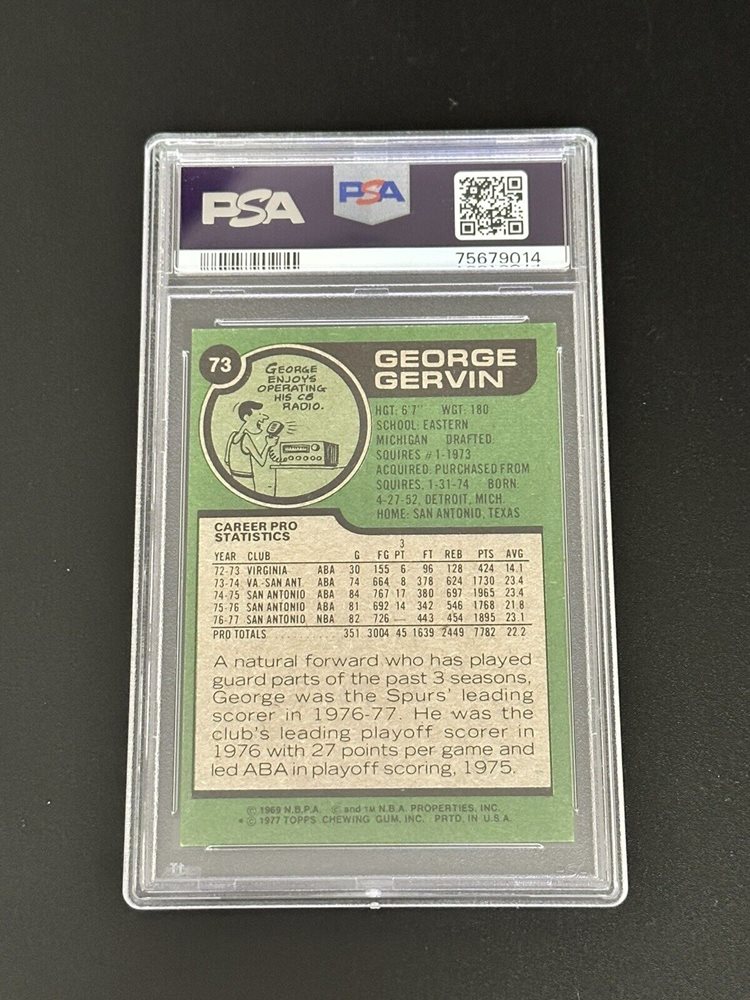 PSA
PSA
75679014
73
GEORGE
ENJOYS
OPERATING
HIS CB
RADIO.
GEORGE
GERVIN
HGT: 6'7" WGT: 180
SCHOOL: EASTERN
MICHIGAN DRAFTED:
SQUIRES #1-1973
ACQUIRED: PURCHASED FROM
SQUIRES, 1-31-74 BORN:
4-27-52, DETROIT, MICH.
HOME: SAN ANTONIO, TEXAS
CAREER PRO
STATISTICS
3
YEAR CLUB G FG PT FT REB PTS AVG
72-73 VIRGINIA ABA 30 155 6 96 128 424 14.1
73-74 VA.-SAN ANT. ABA 74 664 8 378 624 1730 23.4
74-75 SAN ANTONIO ABA 84 767 17 380 697 1965 23.4
75-76 SAN ANTONIO ABA 81 692 14 342 546 1768 21.8
76-77 SAN ANTONIO NBA 82 726 — 443 454 1895 23.1
PRO TOTALS 351 3004 45 1639 2449 7782 22.2
A natural forward who has played
guard parts of the past 3 seasons,
George was the Spurs' leading
scorer in 1976-77. He was the
club's leading playoff scorer in
1976 with 27 points per game and
led ABA in playoff scoring, 1975.
© 1969 N.B.P.A. © and TM N.B.A. PROPERTIES, INC.
* © 1977 TOPPS CHEWING GUM, INC. PRTD. IN U.S.A.